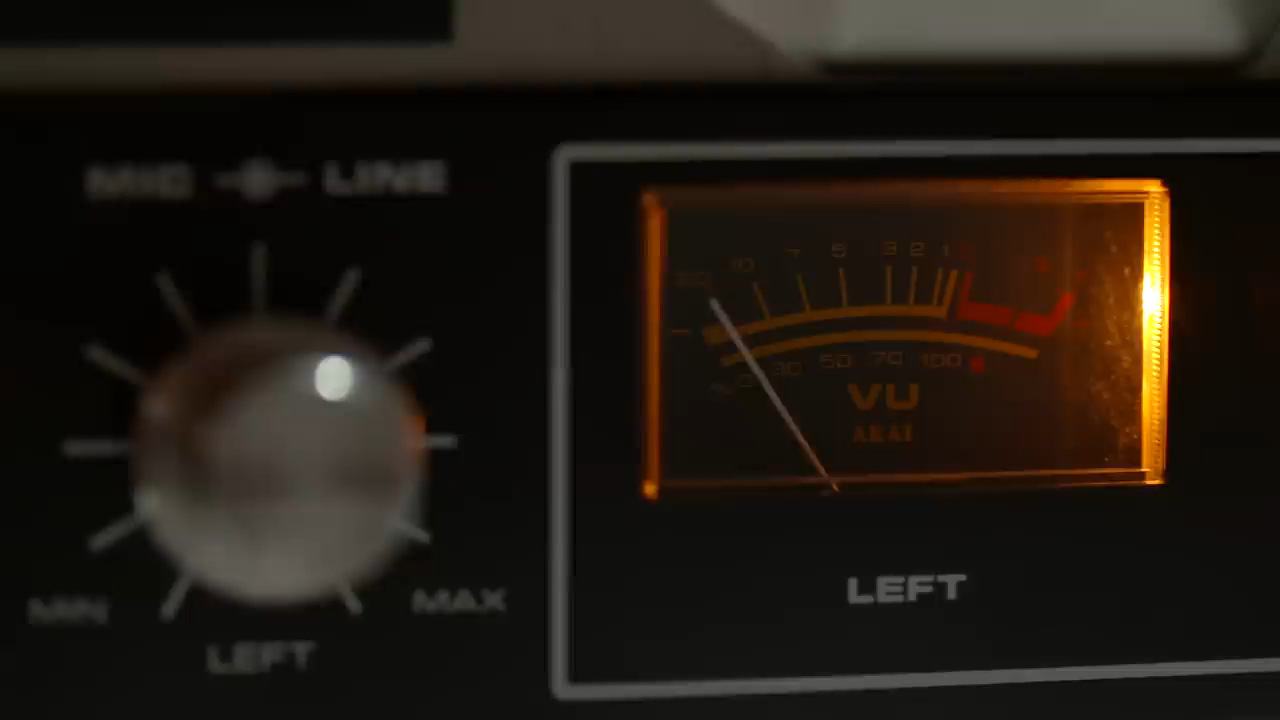 MIC LINE
MIN
MAX
LEFT
20 10 7 5 3 2 1
30 50 70 100
VU
AKAI
LEFT